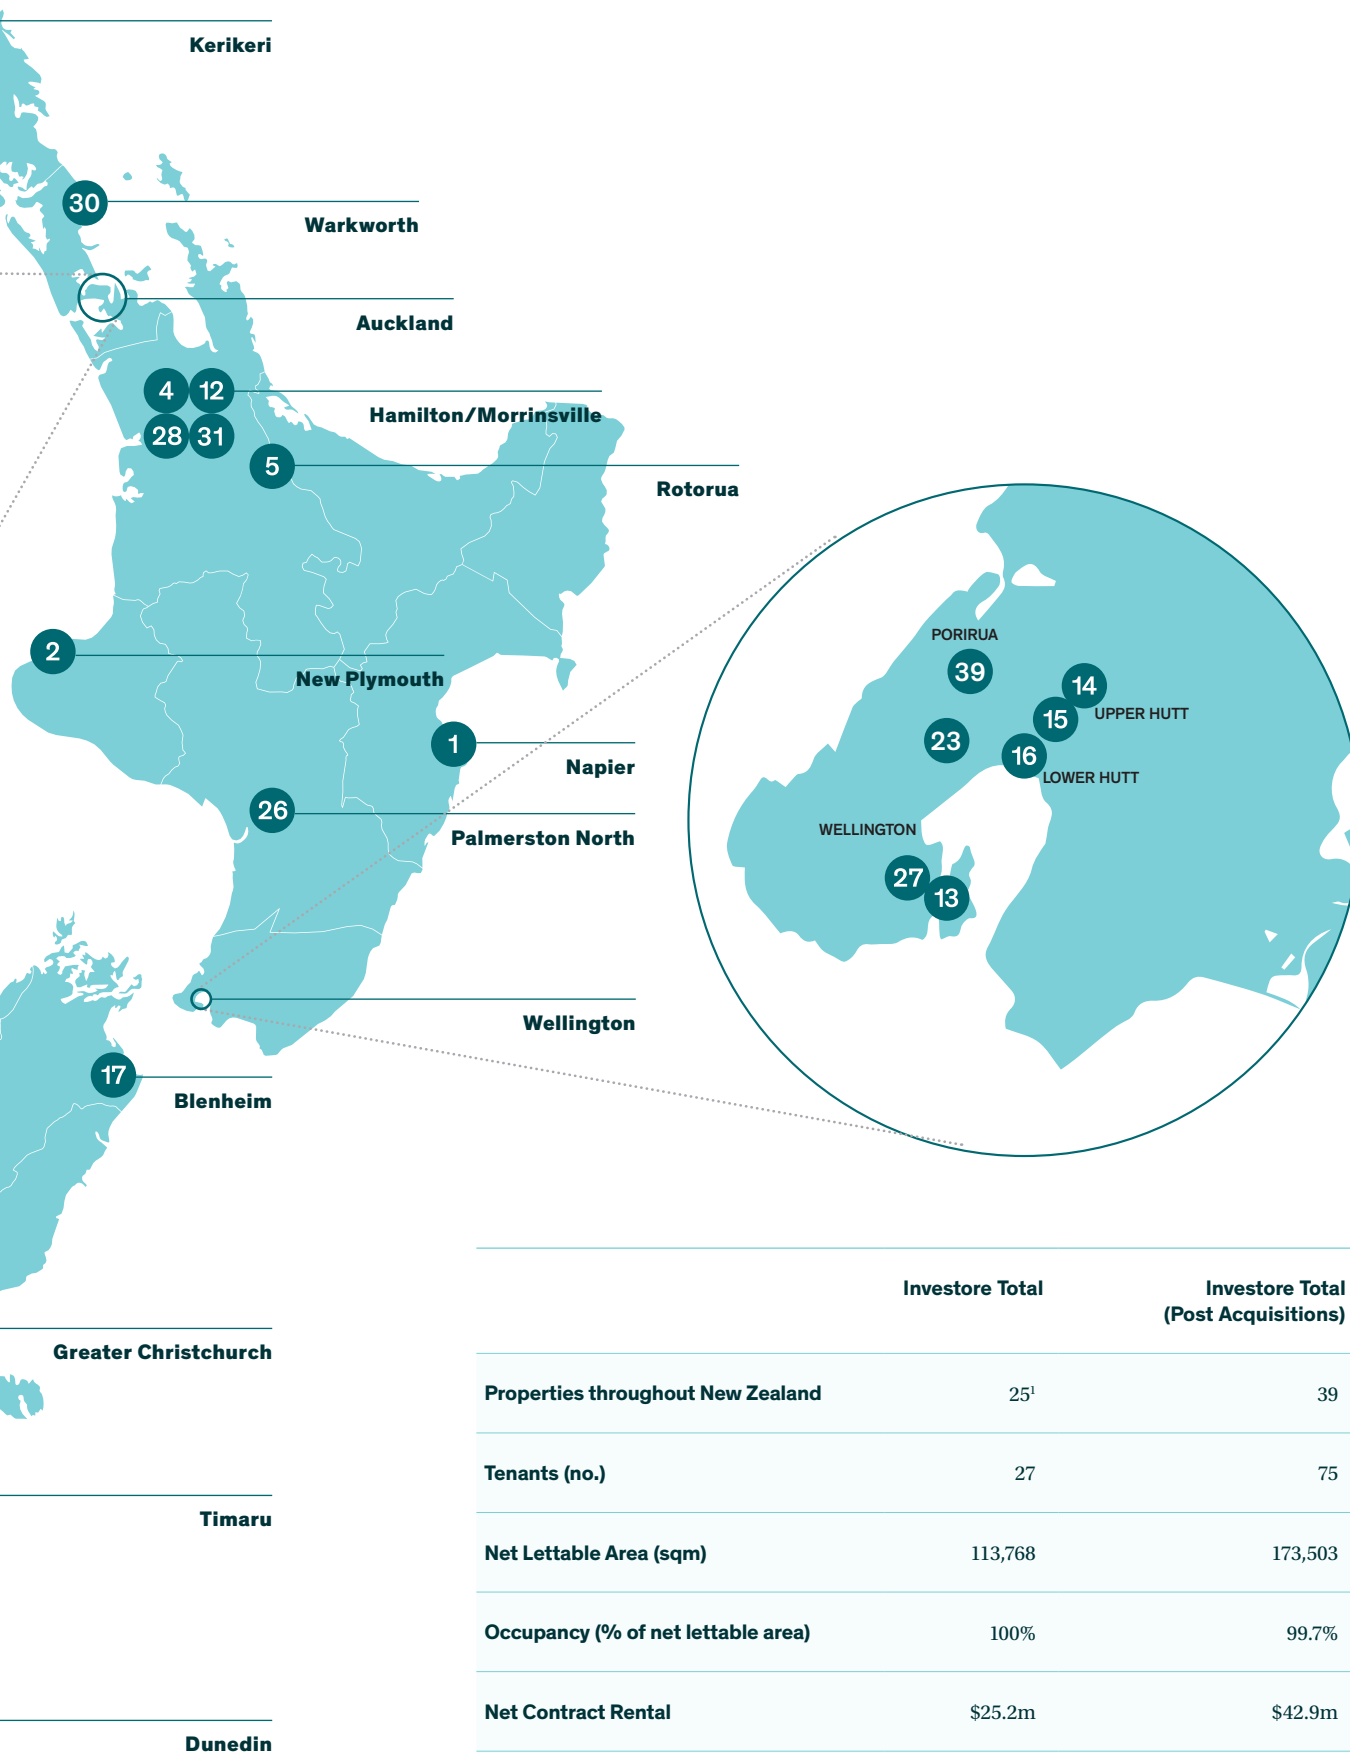 Kerikeri
30
Warkworth
Auckland
4 12
Hamilton/Morrinsville
28 31
5
Rotorua
2
New Plymouth
1
Napier
26
Palmerston North
Wellington
17
Blenheim
PORIRUA
39
14
15
UPPER HUTT
23
16
LOWER HUTT
WELLINGTON
27
13
Greater Christchurch
Timaru
Dunedin
Investore Total Investore Total
(Post Acquisitions)
Properties throughout New Zealand 25¹ 39
Tenants (no.) 27 75
Net Lettable Area (sqm) 113,768 173,503
Occupancy (% of net lettable area) 100% 99.7%
Net Contract Rental $25.2m $42.9m